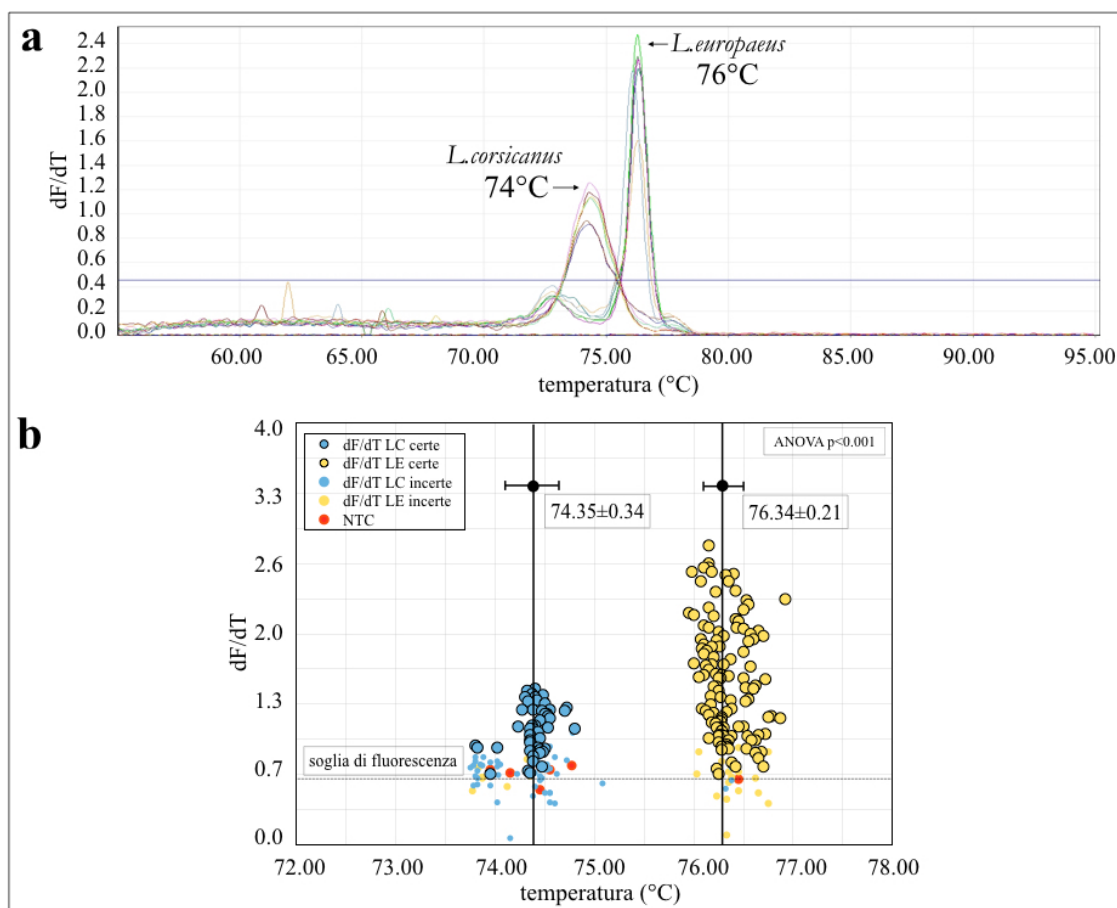 a
2.4
2.2
2.0
1.8
1.6
1.4
1.2
1.0
0.8
0.6
0.4
0.2
0.0
dF/dT
L.europaeus
76°C
L.corsicanus
74°C
60.00 65.00 70.00 75.00 80.00 85.00 90.00 95.00
temperatura (°C)
b
4.0
3.3
2.6
2.0
1.3
0.7
0.0
dF/dT
dF/dT LC certe
dF/dT LE certe
dF/dT LC incerte
dF/dT LE incerte
NTC
ANOVA p<0.001
74.35±0.34
76.34±0.21
soglia di fluorescenza
72.00 73.00 74.00 75.00 76.00 77.00 78.00
temperatura (°C)